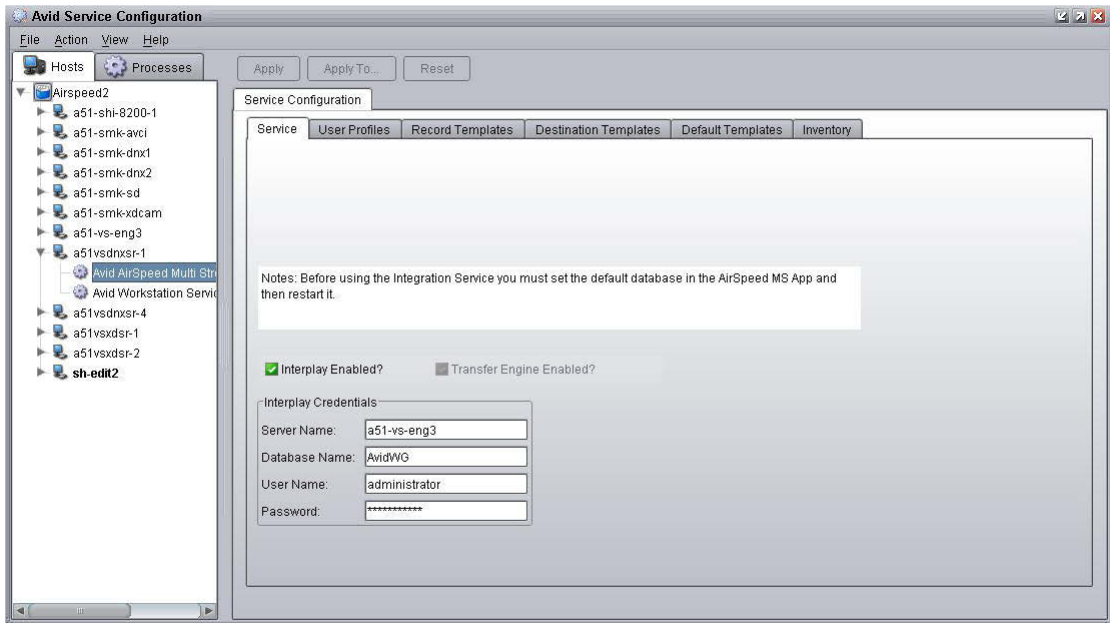 Avid Service Configuration
File Action View Help
Hosts Processes
Apply Apply To... Reset
Airspeed2
a51-shi-8200-1
a51-smk-avci
a51-smk-dnx1
a51-smk-dnx2
a51-smk-sd
a51-smk-xdcam
a51-vs-eng3
a51vsdnxsr-1
Avid AirSpeed Multi Stre
Avid Workstation Servic
a51vsdnxsr-4
a51vsxdsr-1
a51vsxdsr-2
sh-edit2
Service Configuration
Service User Profiles Record Templates Destination Templates Default Templates Inventory
Notes: Before using the Integration Service you must set the default database in the AirSpeed MS App and
then restart it.
Interplay Enabled? Transfer Engine Enabled?
Interplay Credentials
Server Name: a51-vs-eng3
Database Name: AvidWG
User Name: administrator
Password: ***********